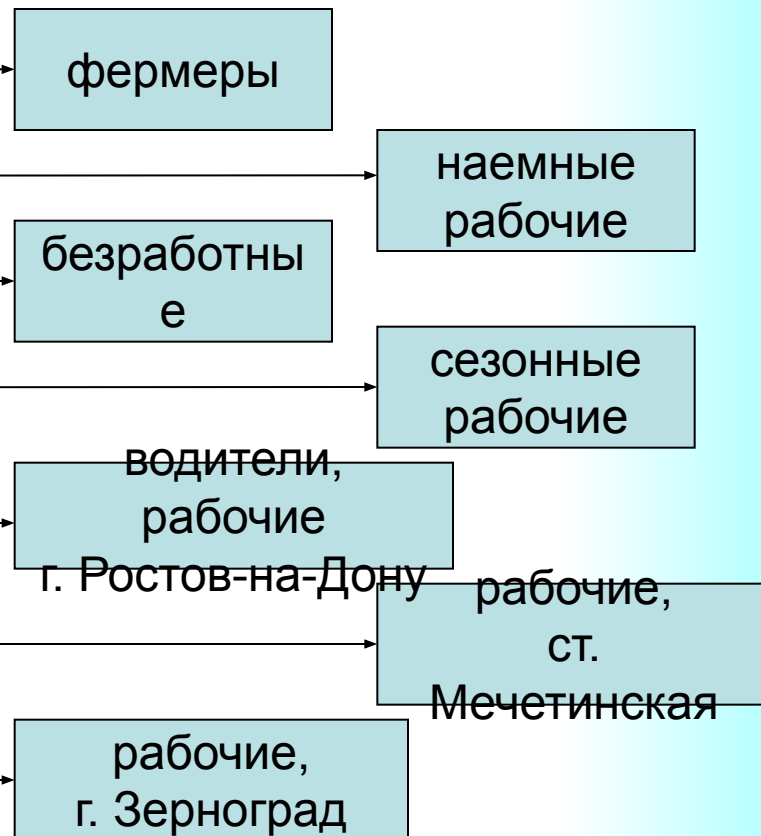 фермеры
наемные
рабочие
безработны
е
сезонные
рабочие
водители,
рабочие
г. Ростов-на-Дону
рабочие,
ст.
Мечетинская
рабочие,
г. Зерноград